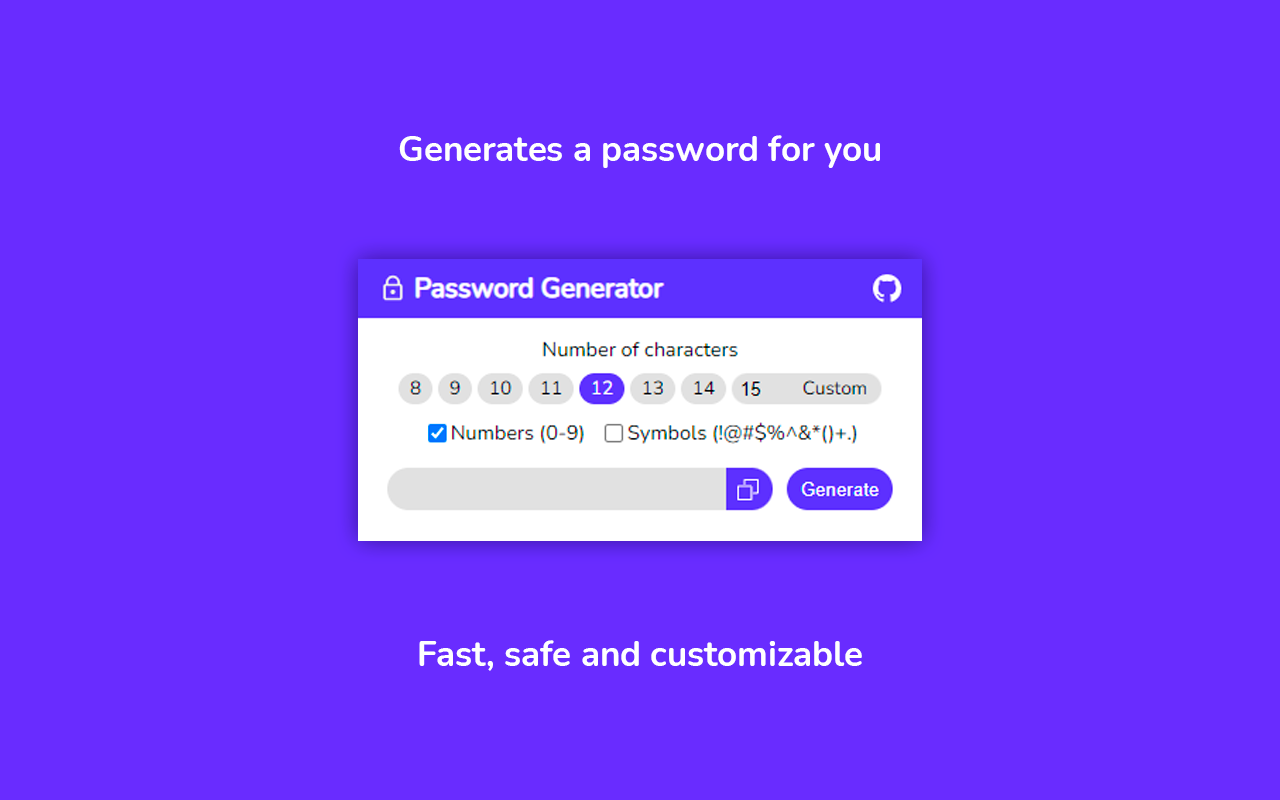 Generates a password for you
Password Generator
Number of characters
8 9 10 11 12 13 14 15 Custom
Numbers (0-9) Symbols (!@#$%^&*()+.)
Generate
Fast, safe and customizable